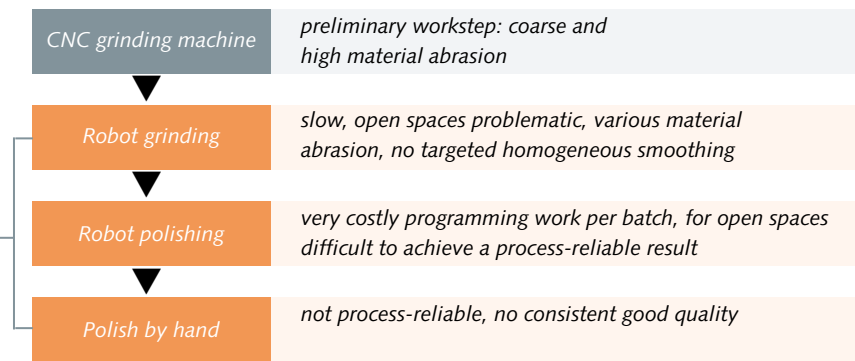 CNC grinding machine
preliminary workstep: coarse and
high material abrasion
Robot grinding
slow, open spaces problematic, various material
abrasion, no targeted homogeneous smoothing
Robot polishing
very costly programming work per batch, for open spaces
difficult to achieve a process-reliable result
Polish by hand
not process-reliable, no consistent good quality